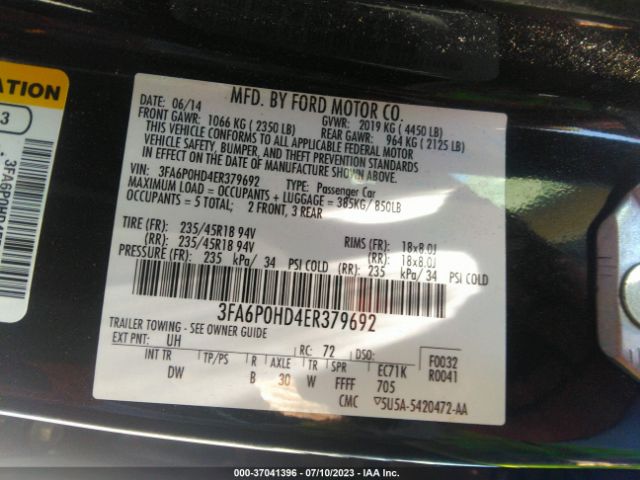 ATION
3
3FA6P0HD4E
MFD. BY FORD MOTOR CO.
DATE: 06/14 GVWR: 2019 KG ( 4450 LB)
FRONT GAWR: 1066 KG ( 2350 LB) REAR GAWR: 964 KG ( 2125 LB)
THIS VEHICLE CONFORMS TO ALL APPLICABLE FEDERAL MOTOR
VEHICLE SAFETY, BUMPER, AND THEFT PREVENTION STANDARDS
IN EFFECT ON THE DATE OF MANUFACTURE SHOWN ABOVE.
VIN: 3FA6P0HD4ER379692 TYPE: Passenger Car
MAXIMUM LOAD = OCCUPANTS + LUGGAGE = 385KG/ 850LB
OCCUPANTS = 5 TOTAL; 2 FRONT, 3 REAR
TIRE (FR): 235/45R18 94V RIMS (FR): 18x8.0J
(RR): 235/45R18 94V (RR): 18x8.0J
PRESSURE (FR): 235 kPa/ 34 PSI COLD (RR): 235 kPa/ 34 PSI COLD
3FA6P0HD4ER379692
TRAILER TOWING - SEE OWNER GUIDE
EXT PNT: UH RC: 72 DSO: F0032
INT TR TP/PS R AXLE TR SPR EC71K R0041
DW B 30 W FFFF 705
CMC 5U5A-5420472-AA
000-37041396 - 07/10/2023 - IAA Inc.